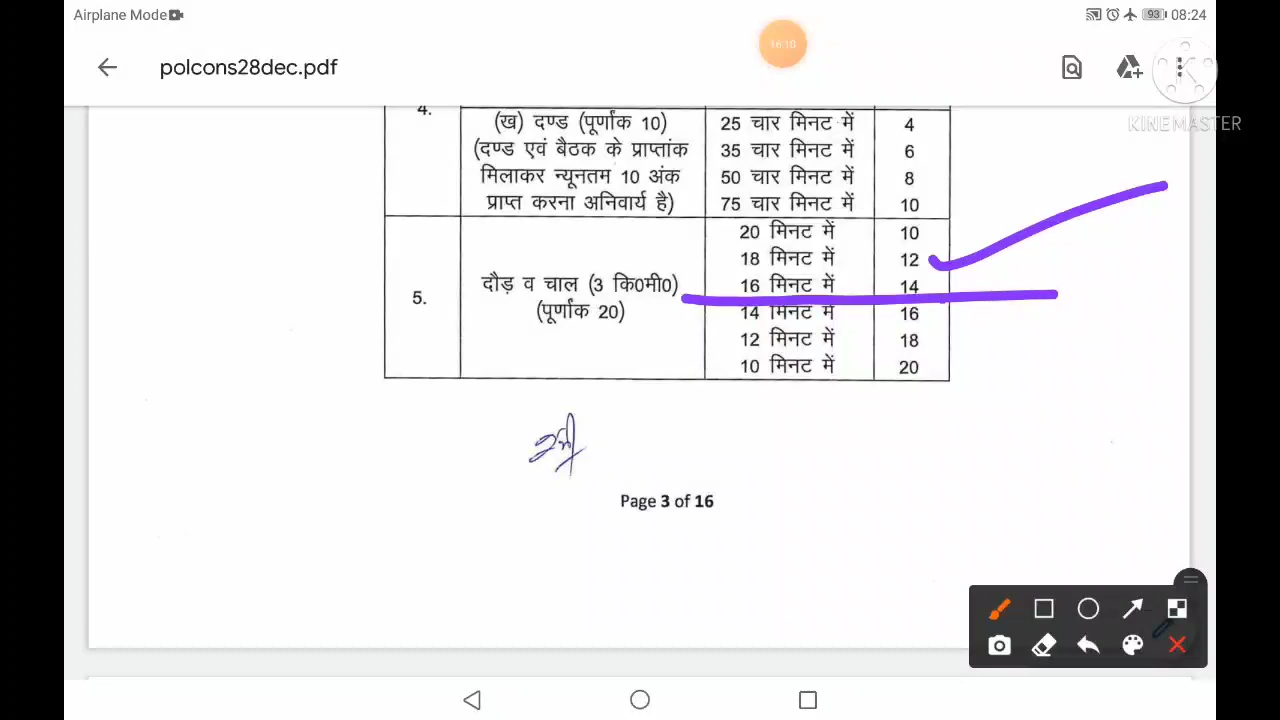 Airplane Mode
16:10
93
08:24
polcons28dec.pdf
KINEMASTER
4.
(ख) दण्ड (पूर्णांक 10)
(दण्ड एवं बैठक के प्राप्तांक
मिलाकर न्यूनतम 10 अंक
प्राप्त करना अनिवार्य है)
25 चार मिनट में 4
35 चार मिनट में 6
50 चार मिनट में 8
75 चार मिनट में 10
5.
दौड़ व चाल (3 कि0मी0)
(पूर्णांक 20)
20 मिनट में 10
18 मिनट में 12
16 मिनट में 14
14 मिनट में 16
12 मिनट में 18
10 मिनट में 20
Page 3 of 16